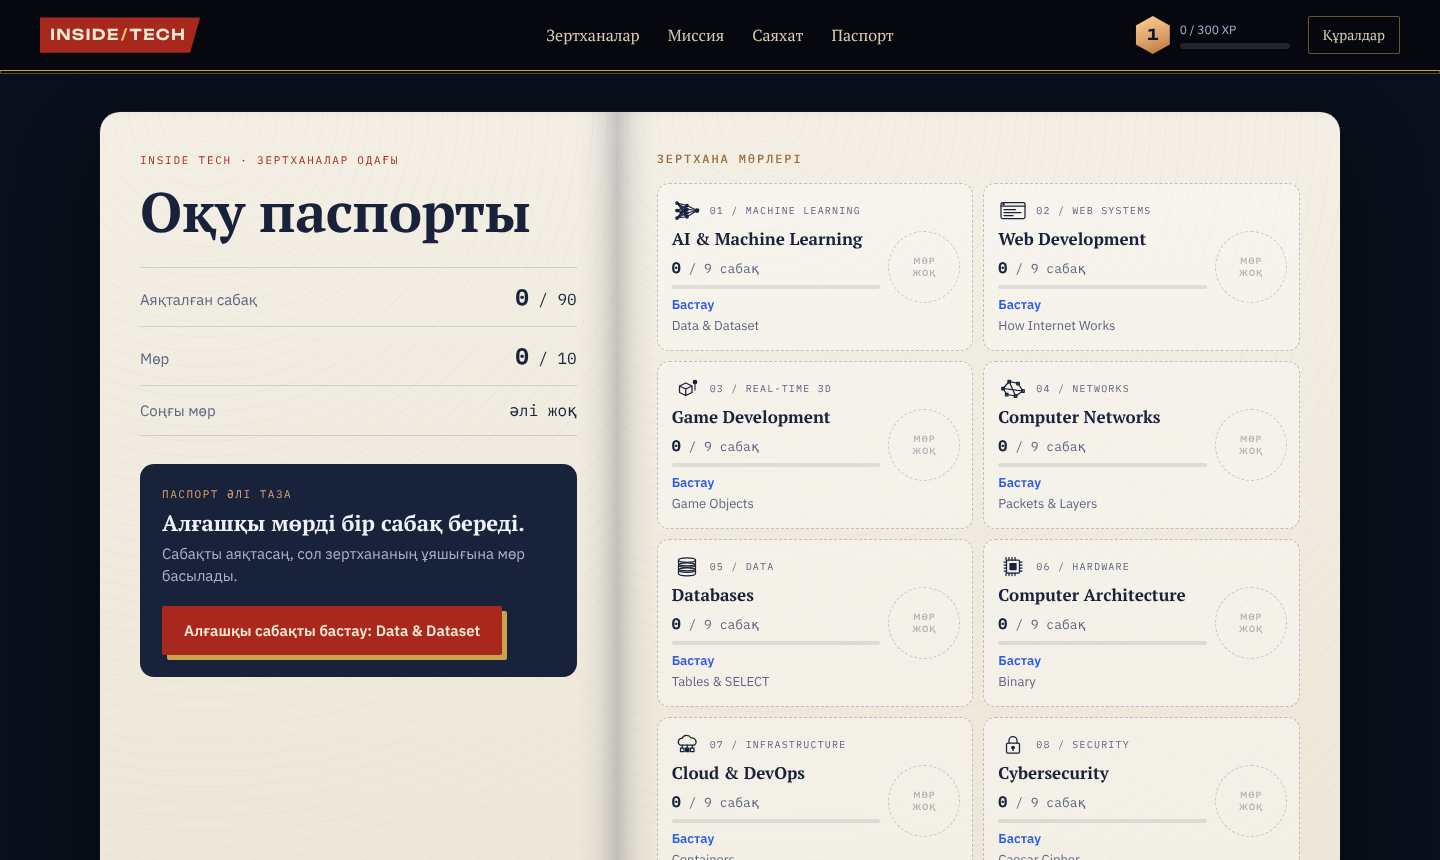 INSIDE/TECH
Зертханалар
Миссия
Саяхат
Паспорт
1
0 / 300 XP
Құралдар
INSIDE TECH · ЗЕРТХАНАЛАР ОДАҒЫ
Оқу паспорты
Аяқталған сабақ
0 / 90
Мөр
0 / 10
Соңғы мөр
әлі жоқ
ПАСПОРТ ӘЛІ ТАЗА
Алғашқы мөрді бір сабақ береді.
Сабақты аяқтасаң, сол зертхананың ұяшығына мөр
басылады.
Алғашқы сабақты бастау: Data & Dataset
ЗЕРТХАНА МӨРЛЕРІ
01 / MACHINE LEARNING
AI & Machine Learning
0 / 9 сабақ
Бастау
Data & Dataset
МӨР
ЖОҚ
02 / WEB SYSTEMS
Web Development
0 / 9 сабақ
Бастау
How Internet Works
МӨР
ЖОҚ
03 / REAL-TIME 3D
Game Development
0 / 9 сабақ
Бастау
Game Objects
МӨР
ЖОҚ
04 / NETWORKS
Computer Networks
0 / 9 сабақ
Бастау
Packets & Layers
МӨР
ЖОҚ
05 / DATA
Databases
0 / 9 сабақ
Бастау
Tables & SELECT
МӨР
ЖОҚ
06 / HARDWARE
Computer Architecture
0 / 9 сабақ
Бастау
Binary
МӨР
ЖОҚ
07 / INFRASTRUCTURE
Cloud & DevOps
0 / 9 сабақ
Бастау
Containers
МӨР
ЖОҚ
08 / SECURITY
Cybersecurity
0 / 9 сабақ
Бастау
Caesar Cipher
МӨР
ЖОҚ